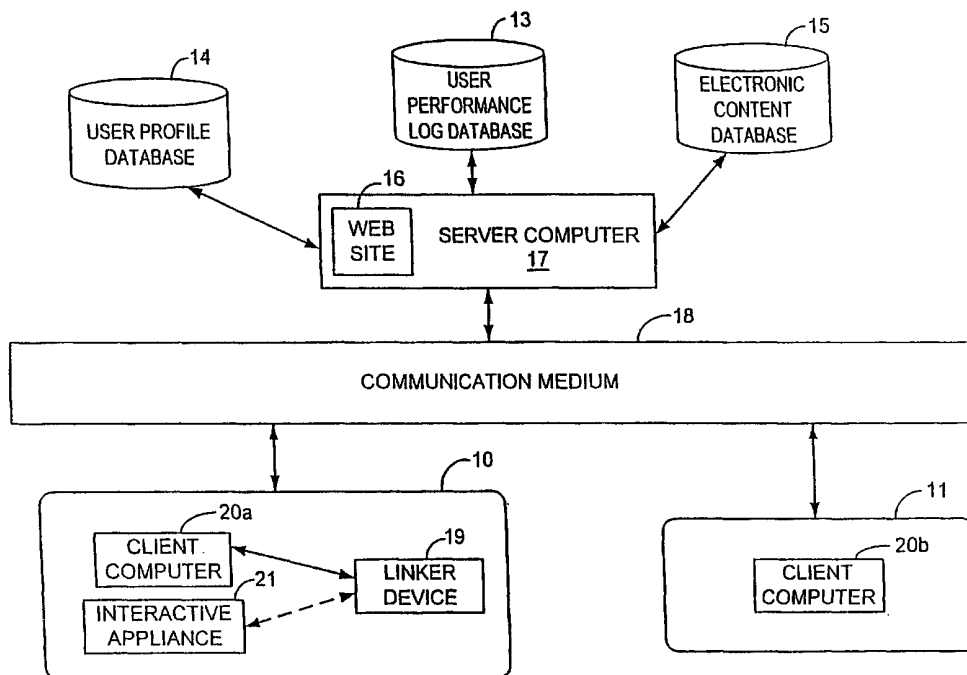 13
14
15
USER PROFILE
DATABASE
USER
PERFORMANCE
LOG DATABASE
ELECTRONIC
CONTENT
DATABASE
16
WEB
SITE
SERVER COMPUTER
17
18
COMMUNICATION MEDIUM
10
20a
CLIENT
COMPUTER
19
LINKER
DEVICE
21
INTERACTIVE
APPLIANCE
11
20b
CLIENT
COMPUTER